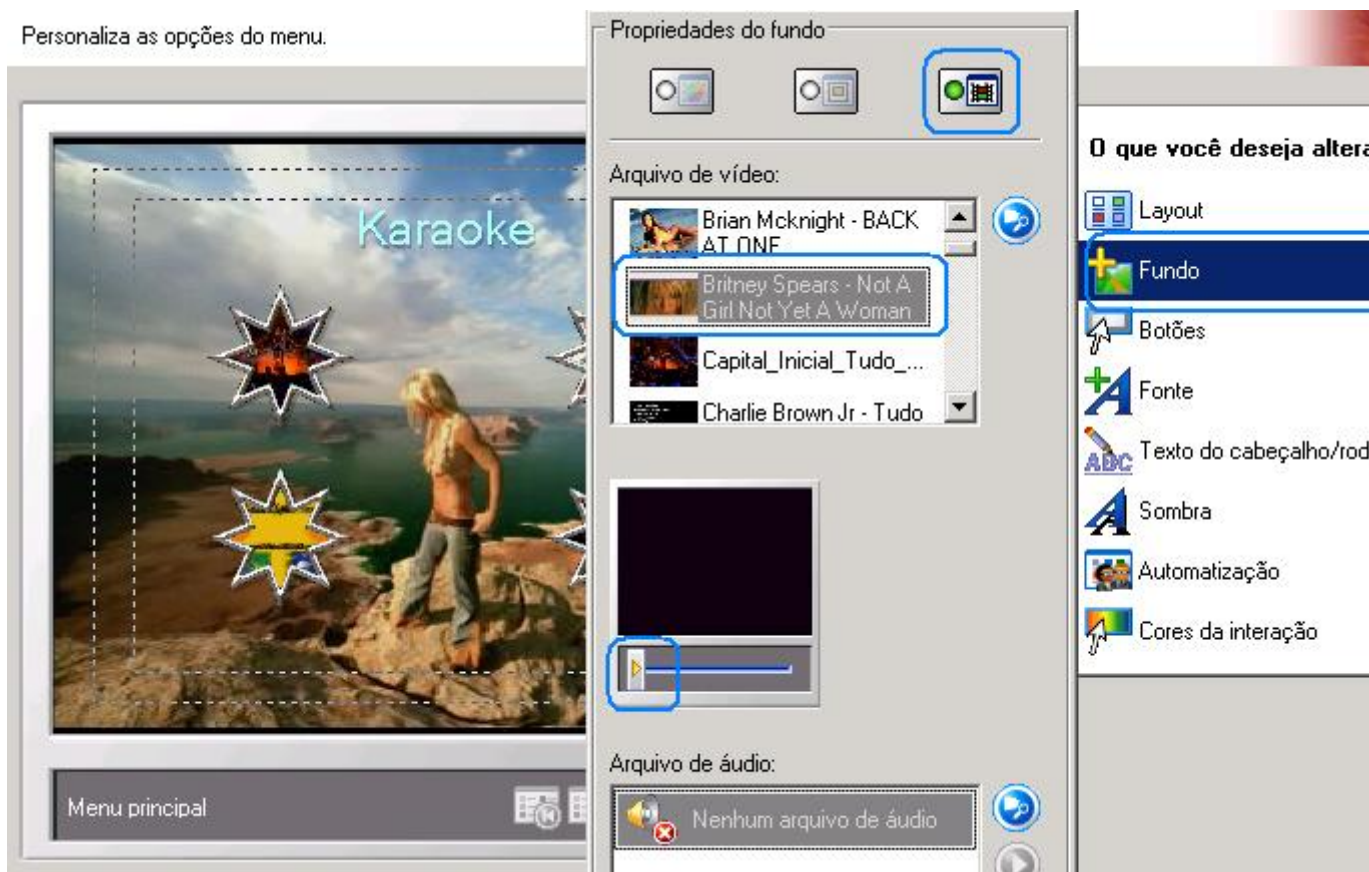 Personaliza as opções do menu.
Karaoke
Menu principal
Propriedades do fundo
Arquivo de vídeo:
Brian Mcknight - BACK
AT ONE
Britney Spears - Not A
Girl Not Yet A Woman
Capital_Inicial_Tudo_...
Charlie Brown Jr - Tudo
Arquivo de áudio:
Nenhum arquivo de áudio
O que você deseja altera
Layout
Fundo
Botões
Fonte
ABC Texto do cabeçalho/rod
Sombra
Automatização
Cores da interação